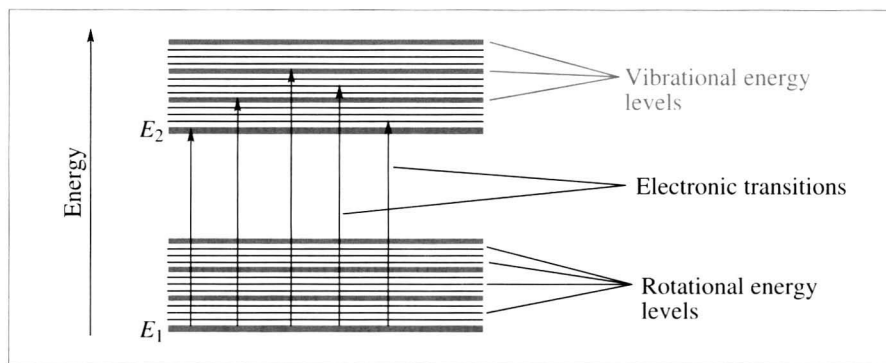 Energy
E2
E1
Vibrational energy
levels
Electronic transitions
Rotational energy
levels